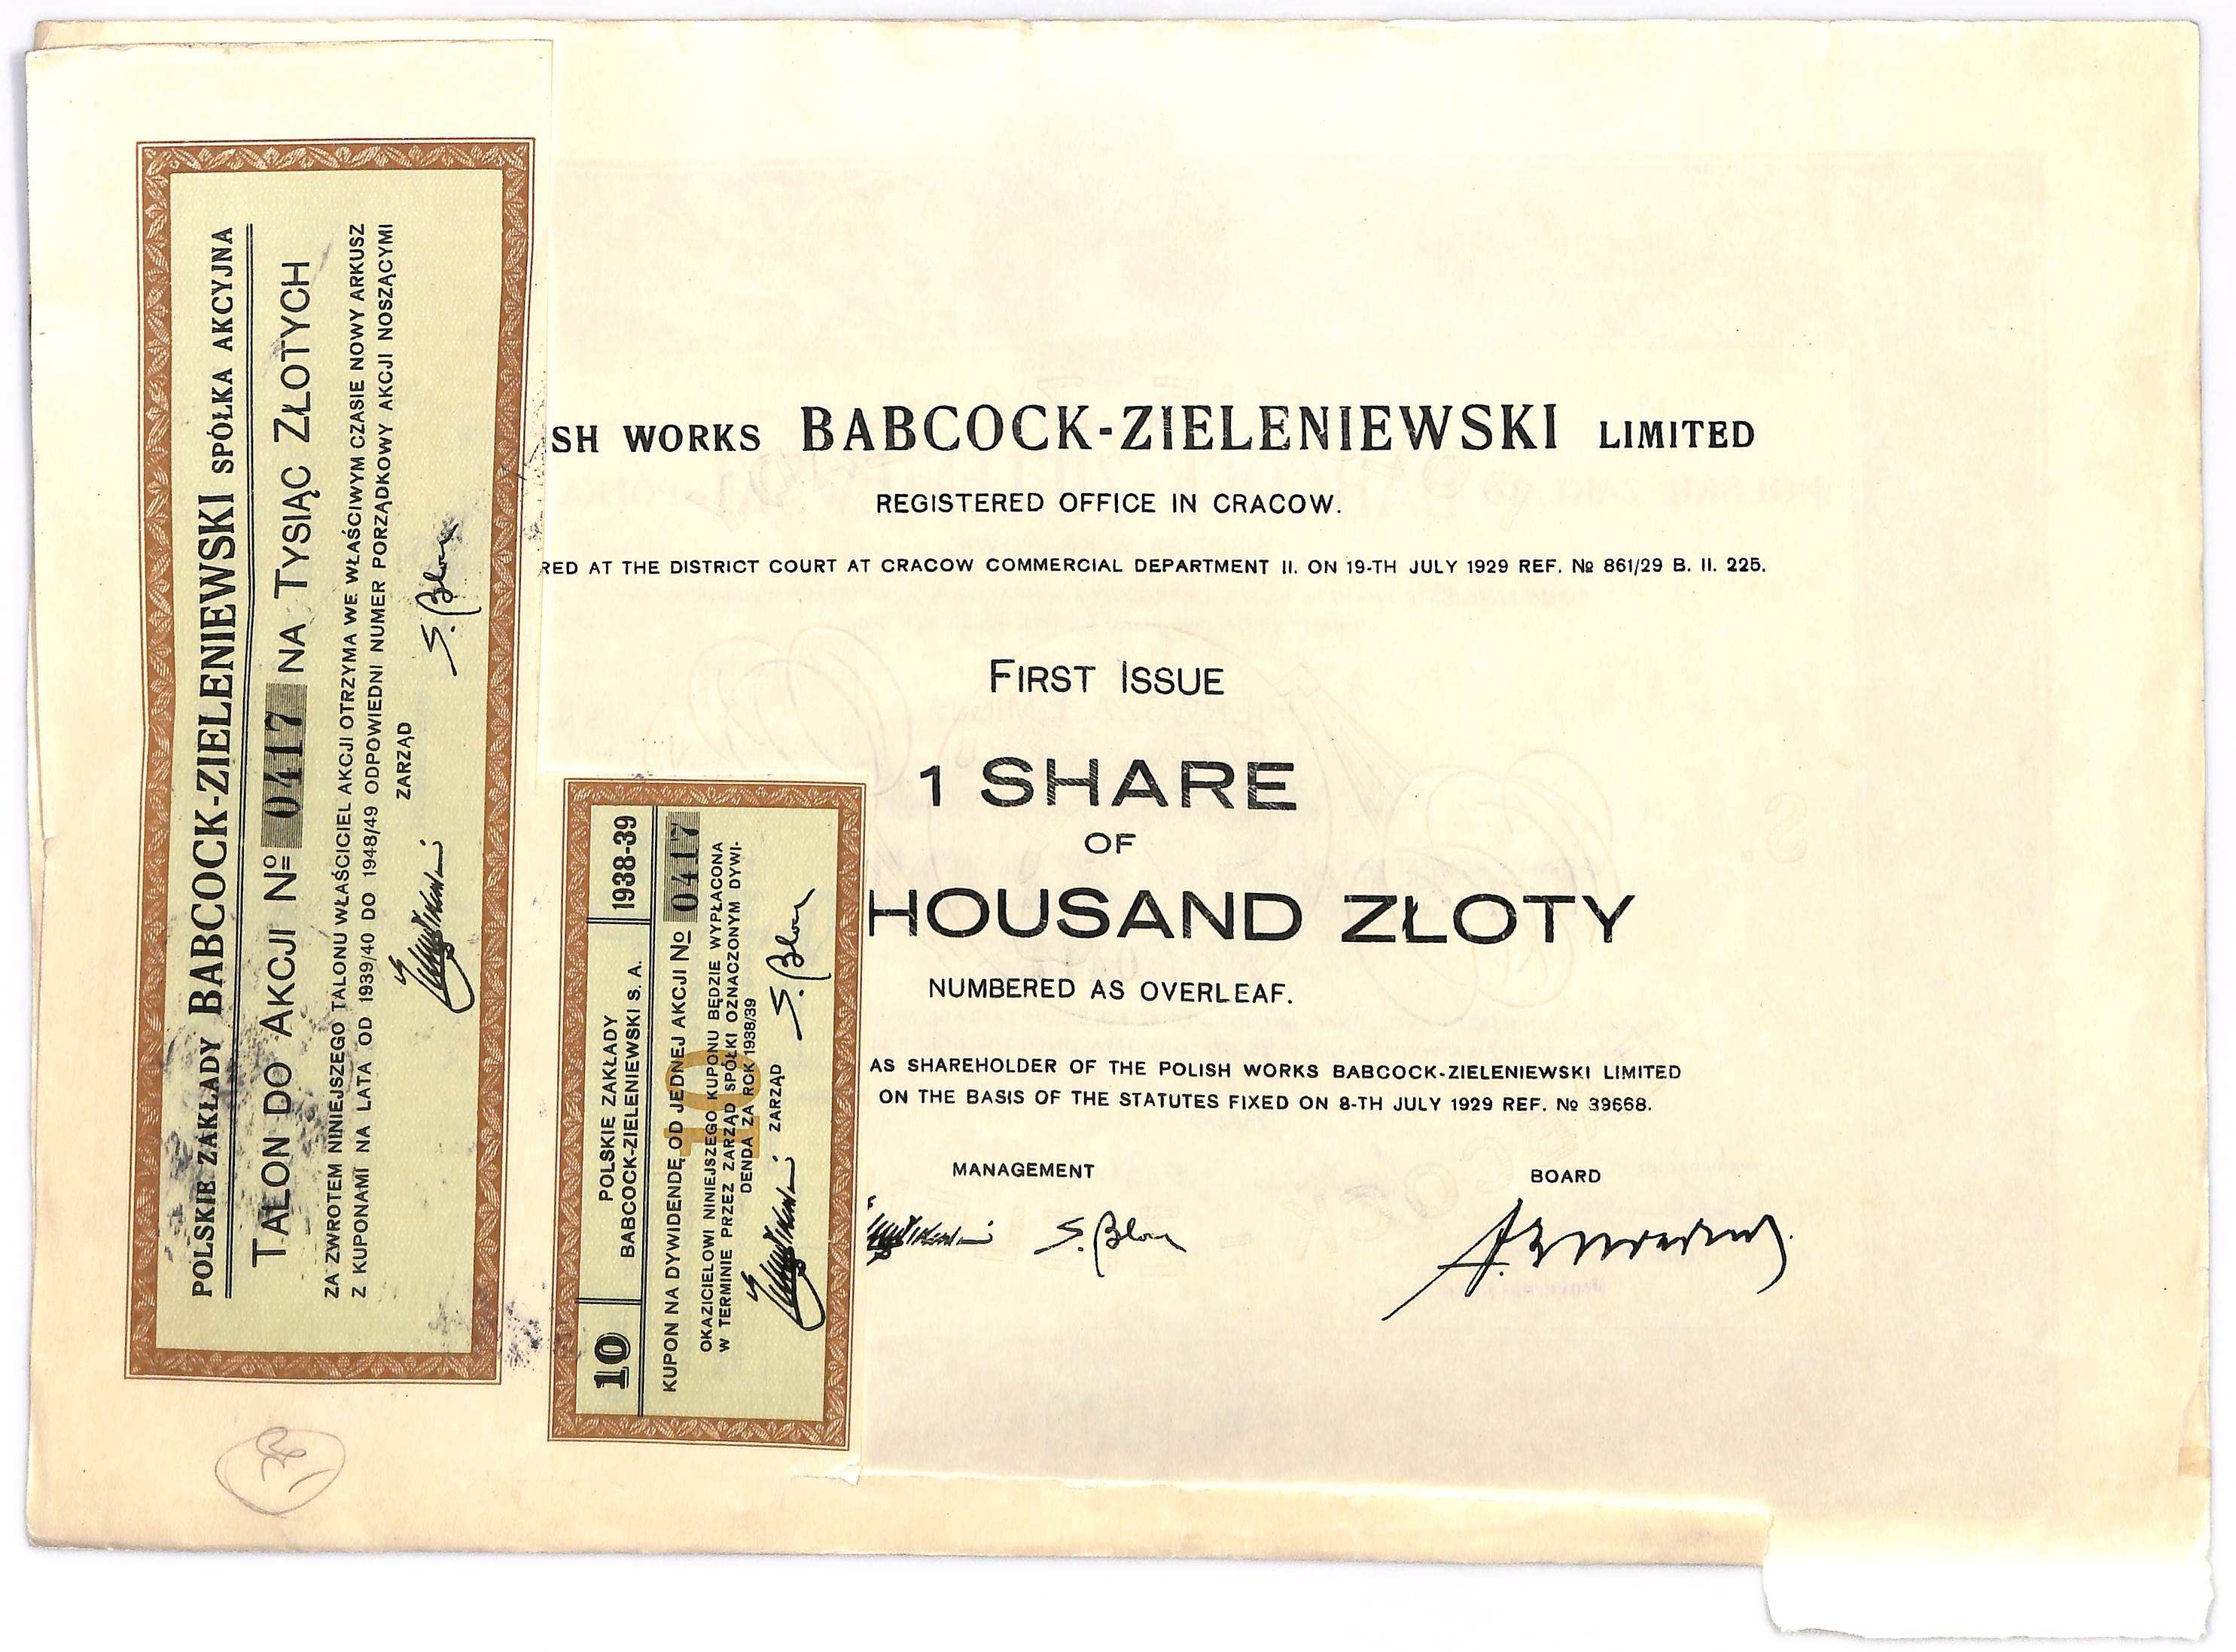 POLSKIE ZAKŁADY BABCOCK-ZIELENIEWSKI SPÓŁKA AKCYJNA
TALON DO AKCJI Nº 0417 NA TYSIĄC ZŁOTYCH
ZA ZWROTEM NINIEJSZEGO TALONU WŁAŚCICIEL AKCJI OTRZYMA WE WŁAŚCIWYM CZASIE NOWY ARKUSZ
Z KUPONAMI NA LATA OD 1939/40 DO 1948/49 ODPOWIEDNI NUMER PORZĄDKOWY AKCJI NOSZĄCYMI
ZARZĄD
S. Blon
10
POLSKIE ZAKŁADY
BABCOCK-ZIELENIEWSKI S. A.
1938-39
KUPON NA DYWIDENDĘ OD JEDNEJ AKCJI Nº 0417
10
OKAZICIELOWI NINIEJSZEGO KUPONU BĘDZIE WYPŁACONA
W TERMINIE PRZEZ ZARZĄD SPÓŁKI OZNACZONYM DYWI-
DENDA ZA ROK 1938/39
ZARZĄD
S. Blon
SH WORKS BABCOCK-ZIELENIEWSKI LIMITED
REGISTERED OFFICE IN CRACOW.
RED AT THE DISTRICT COURT AT CRACOW COMMERCIAL DEPARTMENT II. ON 19-TH JULY 1929 REF. Nº 861/29 B. II. 225.
FIRST ISSUE
1 SHARE
OF
HOUSAND ZŁOTY
NUMBERED AS OVERLEAF.
AS SHAREHOLDER OF THE POLISH WORKS BABCOCK-ZIELENIEWSKI LIMITED
ON THE BASIS OF THE STATUTES FIXED ON 8-TH JULY 1929 REF. Nº 39668.
MANAGEMENT
BOARD
S. Blon